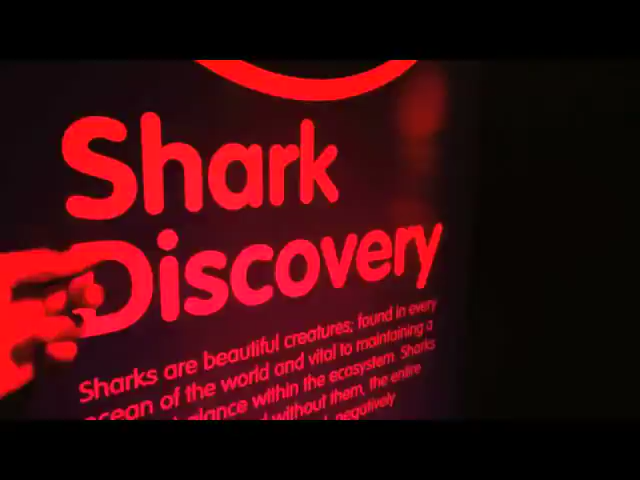 Shark
Discovery
Sharks are beautiful creatures; found in every
ocean of the world and vital to maintaining a
balance within the ecosystem. Sharks
without them, the entire
negatively